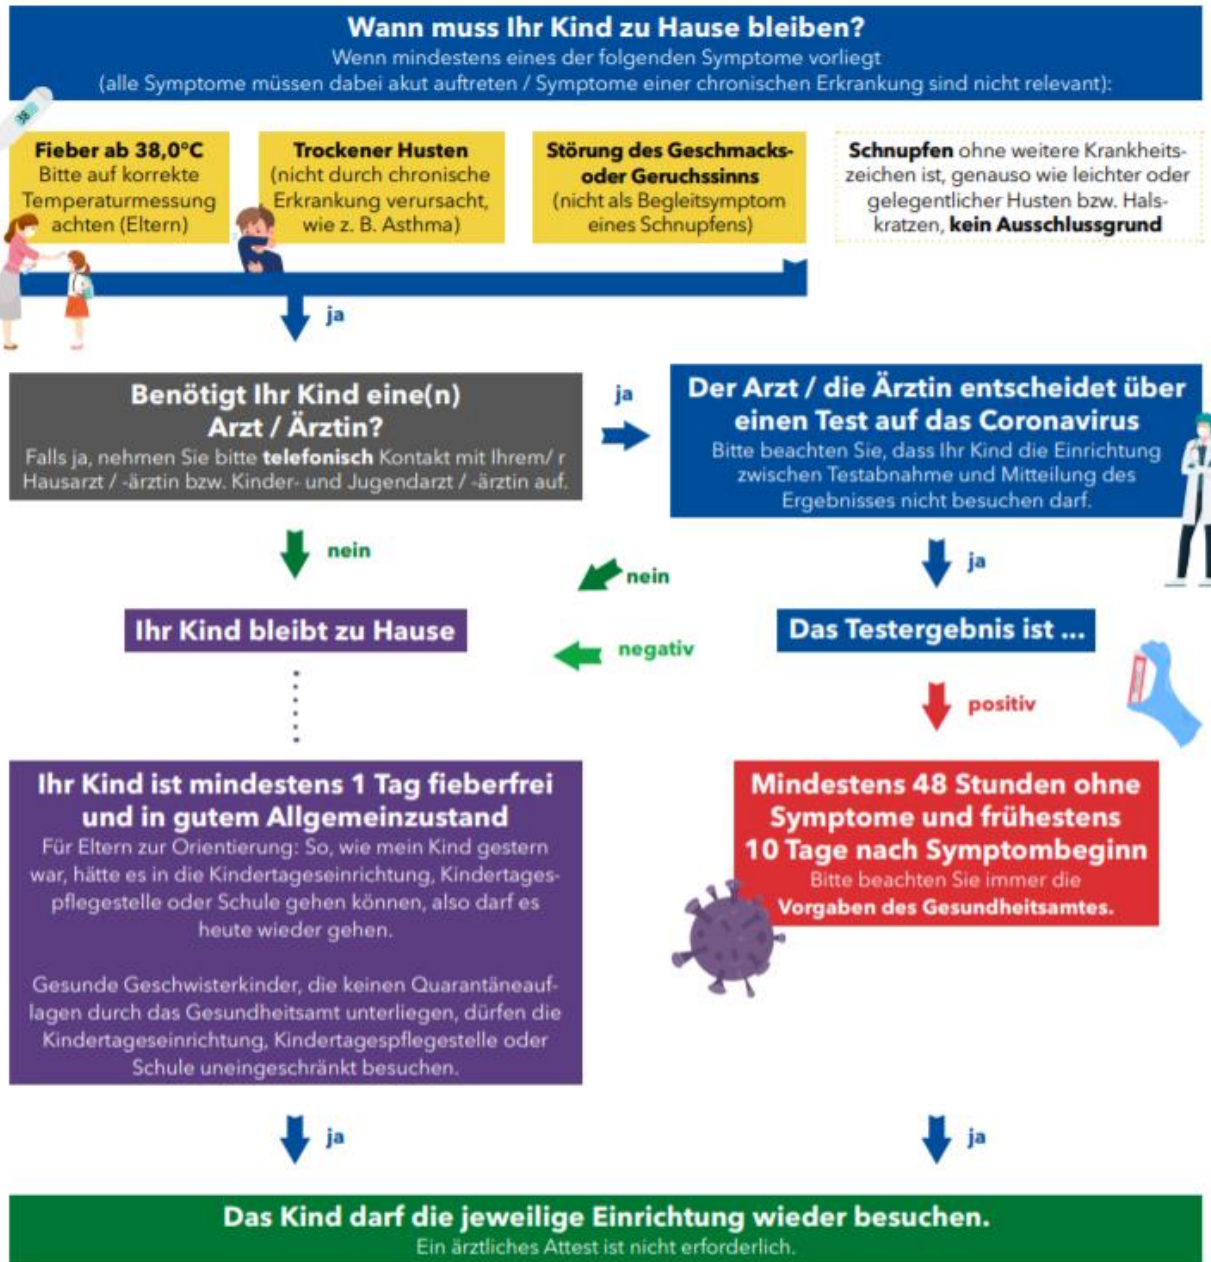 Wann muss Ihr Kind zu Hause bleiben?
Wenn mindestens eines der folgenden Symptome vorliegt
(alle Symptome müssen dabei akut auftreten / Symptome einer chronischen Erkrankung sind nicht relevant):
38
Fieber ab 38,0°C
Bitte auf korrekte
Temperaturmessung
achten (Eltern)
Trockener Husten
(nicht durch chronische
Erkrankung verursacht,
wie z. B. Asthma)
Störung des Geschmacks-
oder Geruchssinns
(nicht als Begleitsymptom
eines Schnupfens)
Schnupfen ohne weitere Krankheits-
zeichen ist, genauso wie leichter oder
gelegentlicher Husten bzw. Hals-
kratzen, kein Ausschlussgrund
ja
Benötigt Ihr Kind eine(n)
Arzt / Ärztin?
Falls ja, nehmen Sie bitte telefonisch Kontakt mit Ihrem/ r
Hausarzt / -ärztin bzw. Kinder- und Jugendarzt / -ärztin auf.
ja
Der Arzt / die Ärztin entscheidet über
einen Test auf das Coronavirus
Bitte beachten Sie, dass Ihr Kind die Einrichtung
zwischen Testabnahme und Mitteilung des
Ergebnisses nicht besuchen darf.
nein
nein
ja
Ihr Kind bleibt zu Hause
negativ
Das Testergebnis ist ...
positiv
Ihr Kind ist mindestens 1 Tag fieberfrei
und in gutem Allgemeinzustand
Für Eltern zur Orientierung: So, wie mein Kind gestern
war, hätte es in die Kindertageseinrichtung, Kindertages-
pflegestelle oder Schule gehen können, also darf es
heute wieder gehen.
Gesunde Geschwisterkinder, die keinen Quarantäneauf-
lagen durch das Gesundheitsamt unterliegen, dürfen die
Kindertageseinrichtung, Kindertagespflegestelle oder
Schule uneingeschränkt besuchen.
Mindestens 48 Stunden ohne
Symptome und frühestens
10 Tage nach Symptombeginn
Bitte beachten Sie immer die
Vorgaben des Gesundheitsamtes.
ja
ja
Das Kind darf die jeweilige Einrichtung wieder besuchen.
Ein ärztliches Attest ist nicht erforderlich.